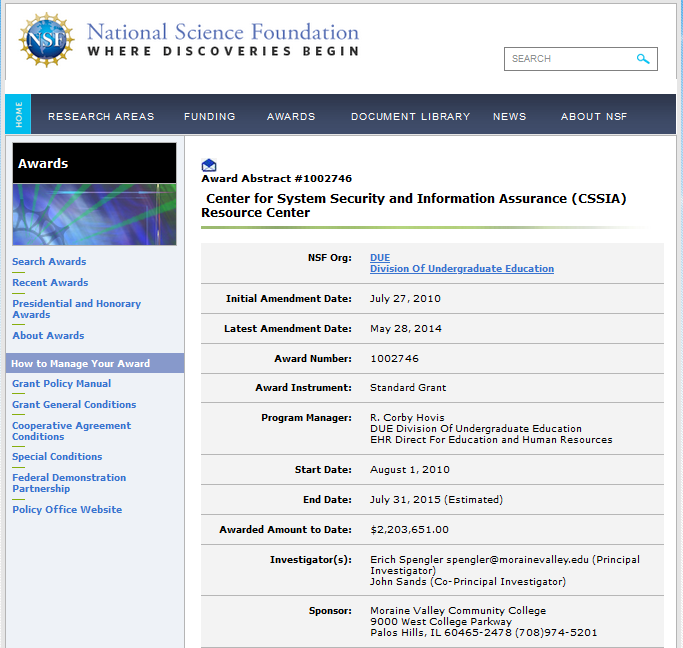 NSF
National Science Foundation
WHERE DISCOVERIES BEGIN
SEARCH
HOME
RESEARCH AREAS
FUNDING
AWARDS
DOCUMENT LIBRARY
NEWS
ABOUT NSF
Awards
Search Awards
Recent Awards
Presidential and Honorary
Awards
About Awards
How to Manage Your Award
Grant Policy Manual
Grant General Conditions
Cooperative Agreement
Conditions
Special Conditions
Federal Demonstration
Partnership
Policy Office Website
Award Abstract #1002746
Center for System Security and Information Assurance (CSSIA)
Resource Center
NSF Org: DUE
Division Of Undergraduate Education
Initial Amendment Date: July 27, 2010
Latest Amendment Date: May 28, 2014
Award Number: 1002746
Award Instrument: Standard Grant
Program Manager: R. Corby Hovis
DUE Division Of Undergraduate Education
EHR Direct For Education and Human Resources
Start Date: August 1, 2010
End Date: July 31, 2015 (Estimated)
Awarded Amount to Date: $2,203,651.00
Investigator(s): Erich Spengler spengler@morainevalley.edu (Principal
Investigator)
John Sands (Co-Principal Investigator)
Sponsor: Moraine Valley Community College
9000 West College Parkway
Palos Hills, IL 60465-2478 (708)974-5201